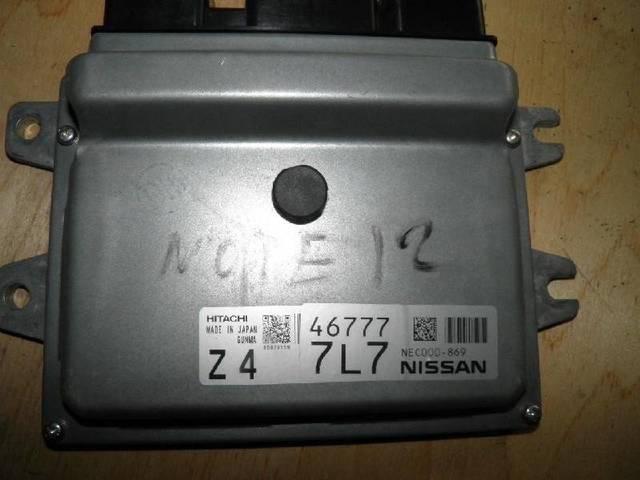 NOTE 12
HITACHI
MADE IN JAPAN
GUNMA
Z4
46777
7L7
NEC000-869
NISSAN